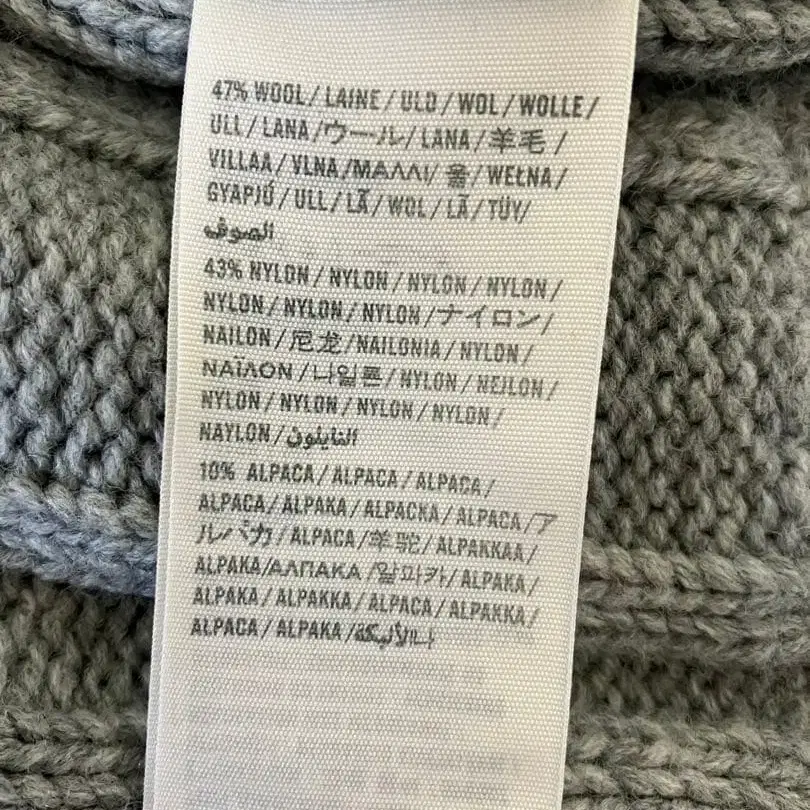 47% WOOL / LAINE / ULD / WOL / WOLLE /
ULL / LANA / ウール / LANA / 羊毛 /
VILLAA / VLNA /ΜΑΛΛΙ/ 울 / WEŁNA /
GYAPJÚ / ULL / LÃ / WOL / LÃ / TÜY/
الصوف
43% NYLON / NYLON / NYLON / NYLON /
NYLON / NYLON / NYLON / ナイロン /
NAILON / 尼龙 / NAILONIA / NYLON /
ΝΑΪΛΟΝ / 나일론 / NYLON / NEJLON /
NYLON / NYLON / NYLON / NYLON /
NAYLON / النايلون
10% ALPACA / ALPACA / ALPACA /
ALPACA / ALPAKA / ALPACKA / ALPACA / ア
ルパカ / ALPACA / 羊驼 / ALPAKKAA /
ALPAKA/ΑΛΠΑΚΑ / 알파카 / ALPAKA /
ALPAKA / ALPAKKA / ALPACA / ALPAKKA /
ALPACA / ALPAKA /